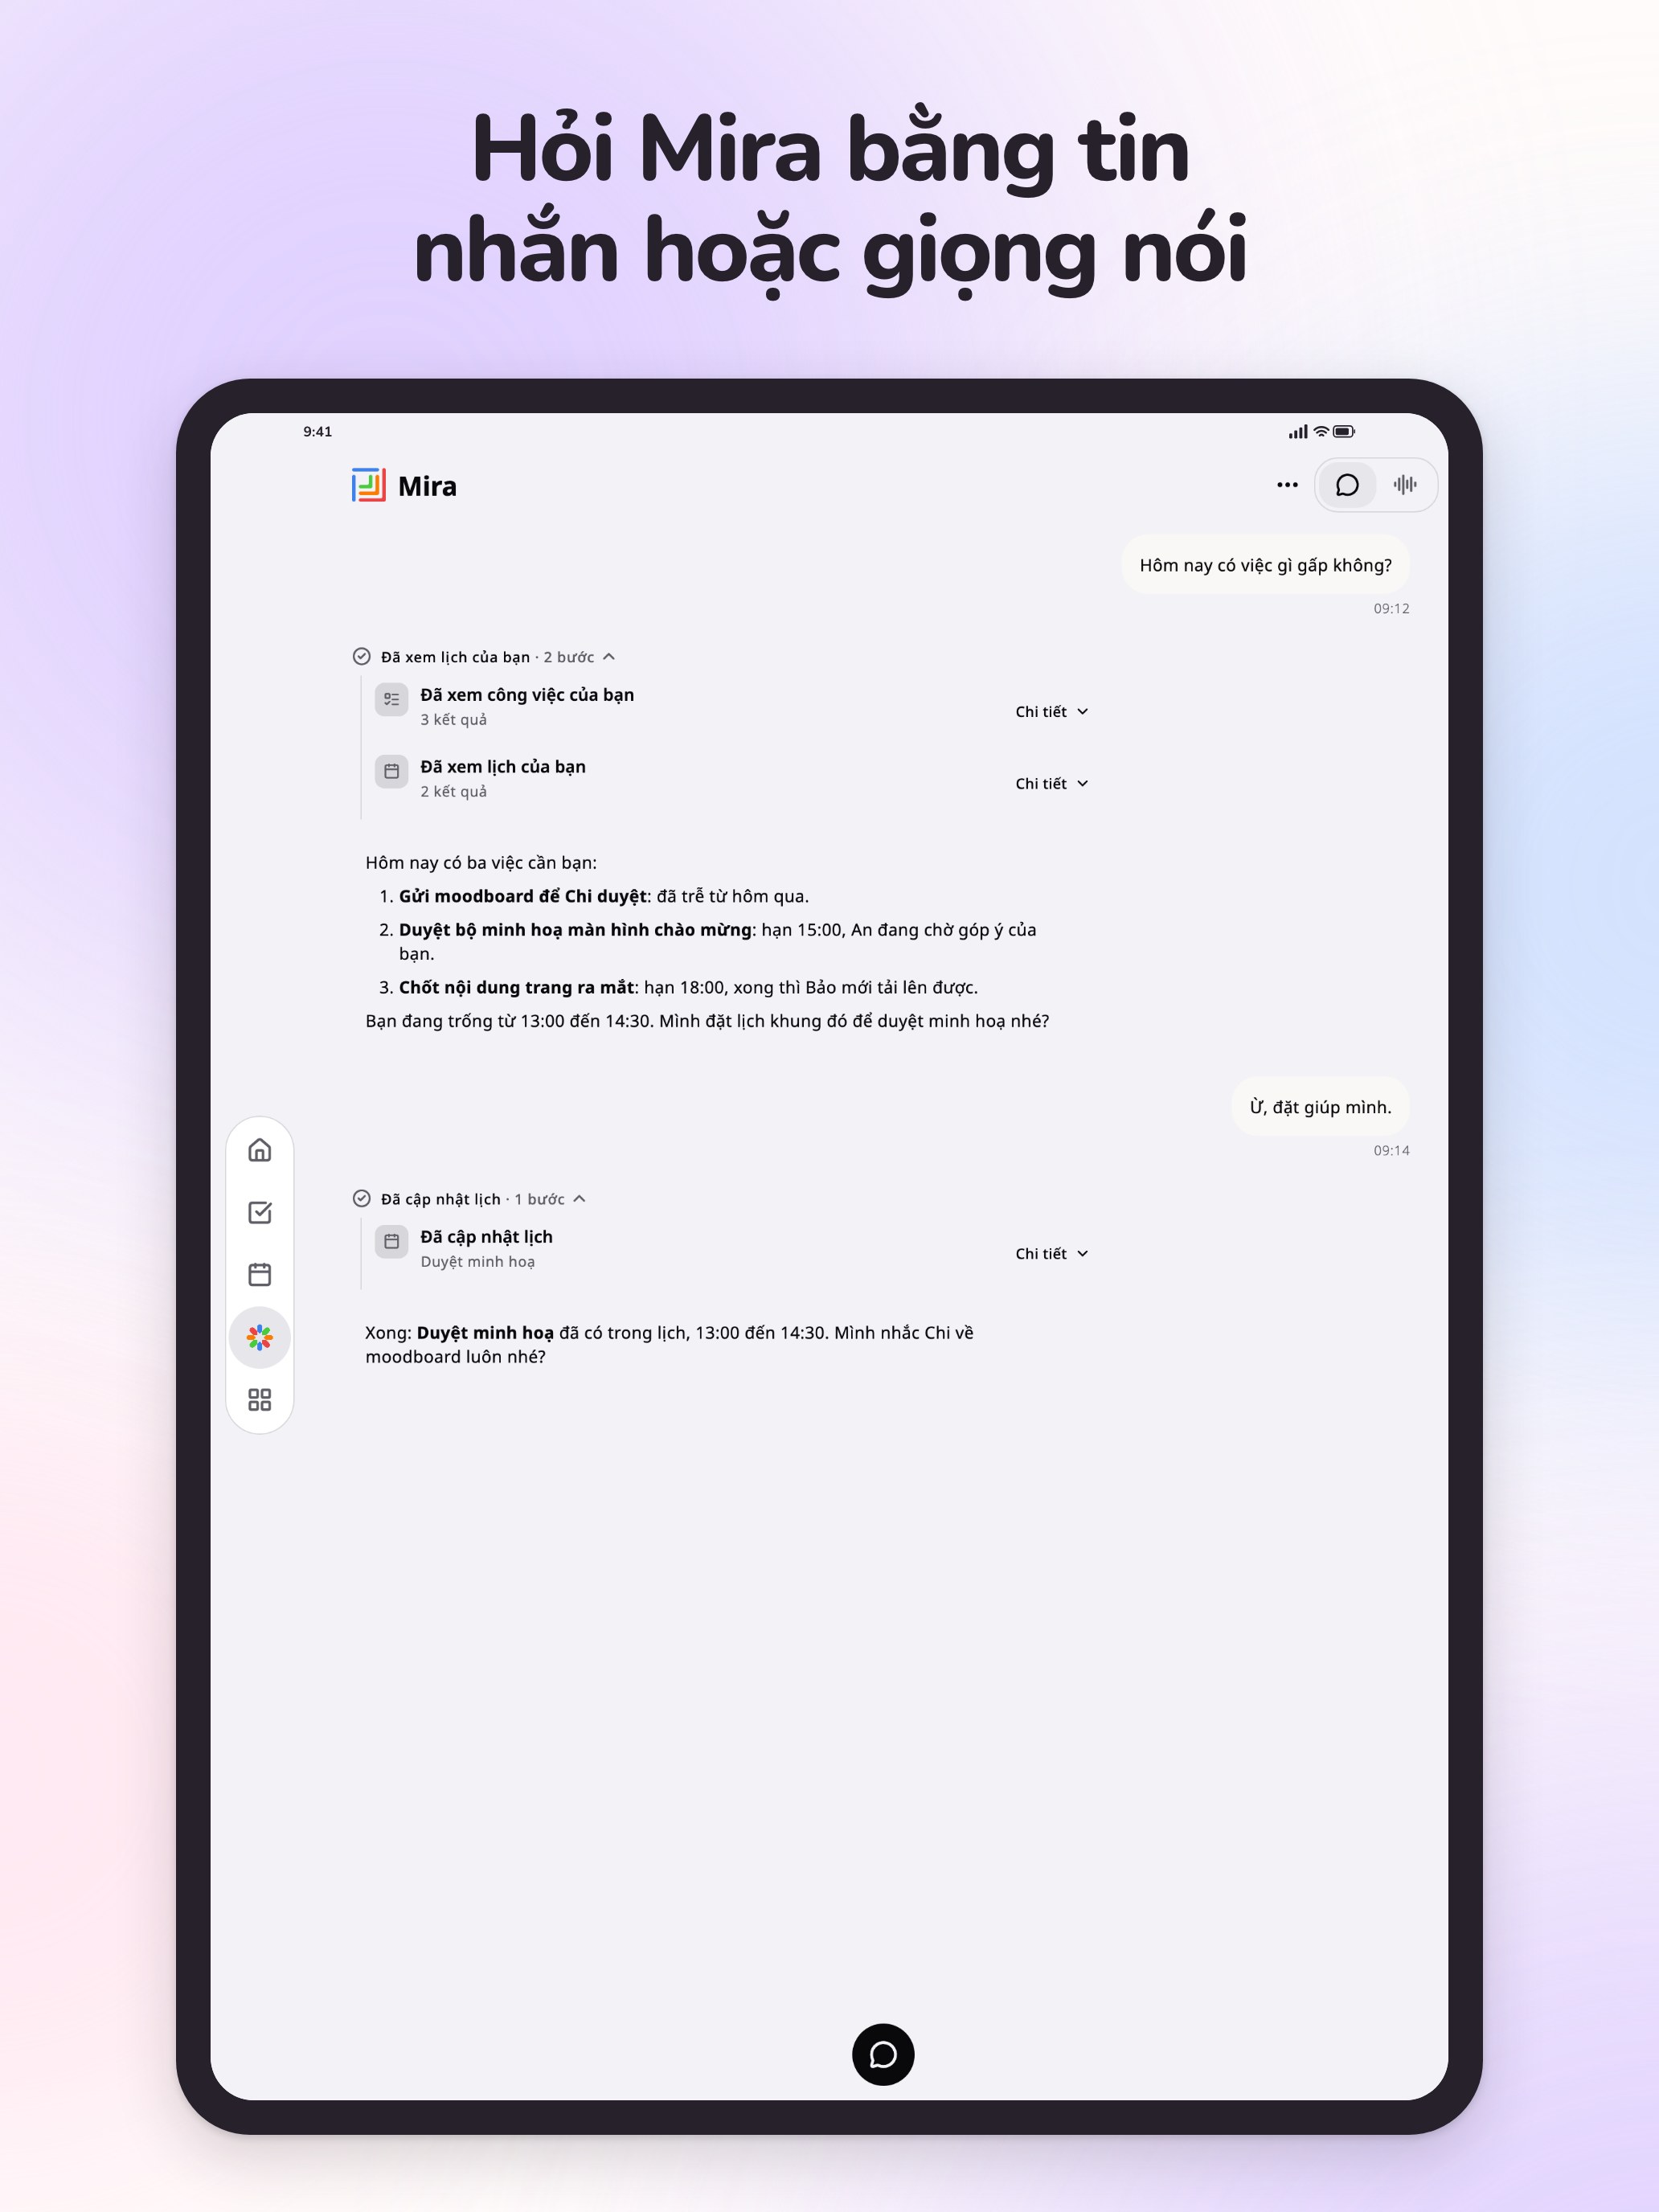 Hỏi Mira bằng tin
nhắn hoặc giọng nói
9:41
Mira
Hôm nay có việc gì gấp không?
09:12
Đã xem lịch của bạn · 2 bước
Đã xem công việc của bạn
3 kết quả
Chi tiết
Đã xem lịch của bạn
2 kết quả
Chi tiết
Hôm nay có ba việc cần bạn:
1. Gửi moodboard để Chi duyệt: đã trễ từ hôm qua.
2. Duyệt bộ minh hoạ màn hình chào mừng: hạn 15:00, An đang chờ góp ý của
bạn.
3. Chốt nội dung trang ra mắt: hạn 18:00, xong thì Bảo mới tải lên được.
Bạn đang trống từ 13:00 đến 14:30. Mình đặt lịch khung đó để duyệt minh hoạ nhé?
Ừ, đặt giúp mình.
09:14
Đã cập nhật lịch · 1 bước
Đã cập nhật lịch
Duyệt minh hoạ
Chi tiết
Xong: Duyệt minh hoạ đã có trong lịch, 13:00 đến 14:30. Mình nhắc Chi về
moodboard luôn nhé?